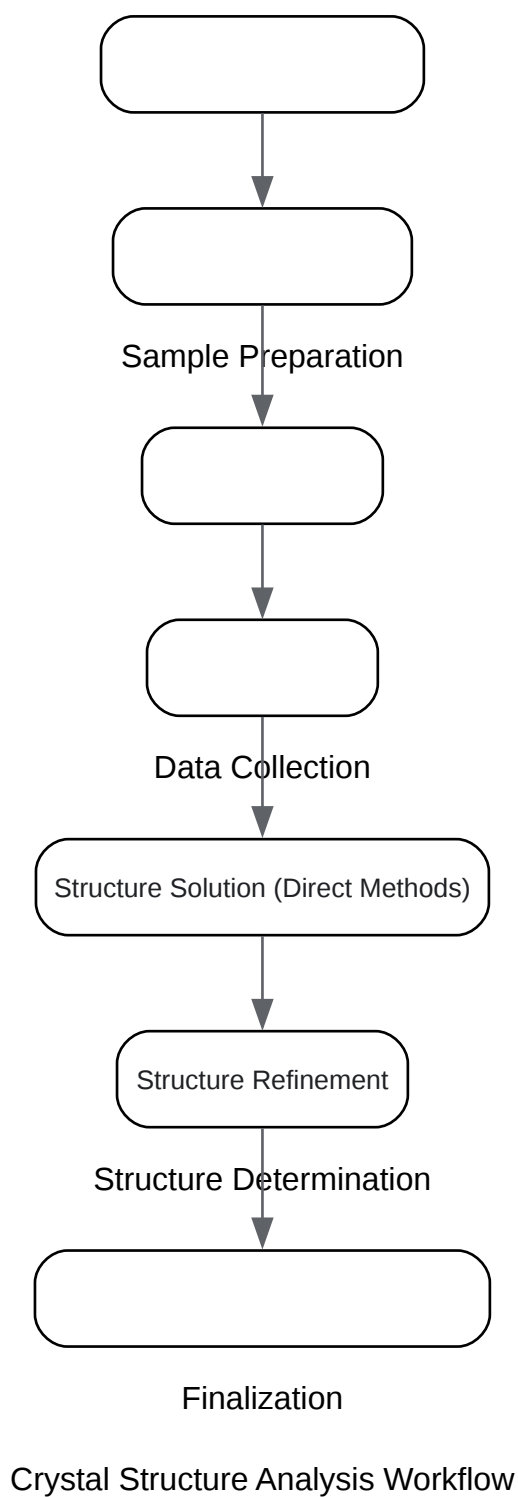 Sample Preparation
Data Collection
Structure Solution (Direct Methods)
Structure Refinement
Structure Determination
Finalization
Crystal Structure Analysis Workflow